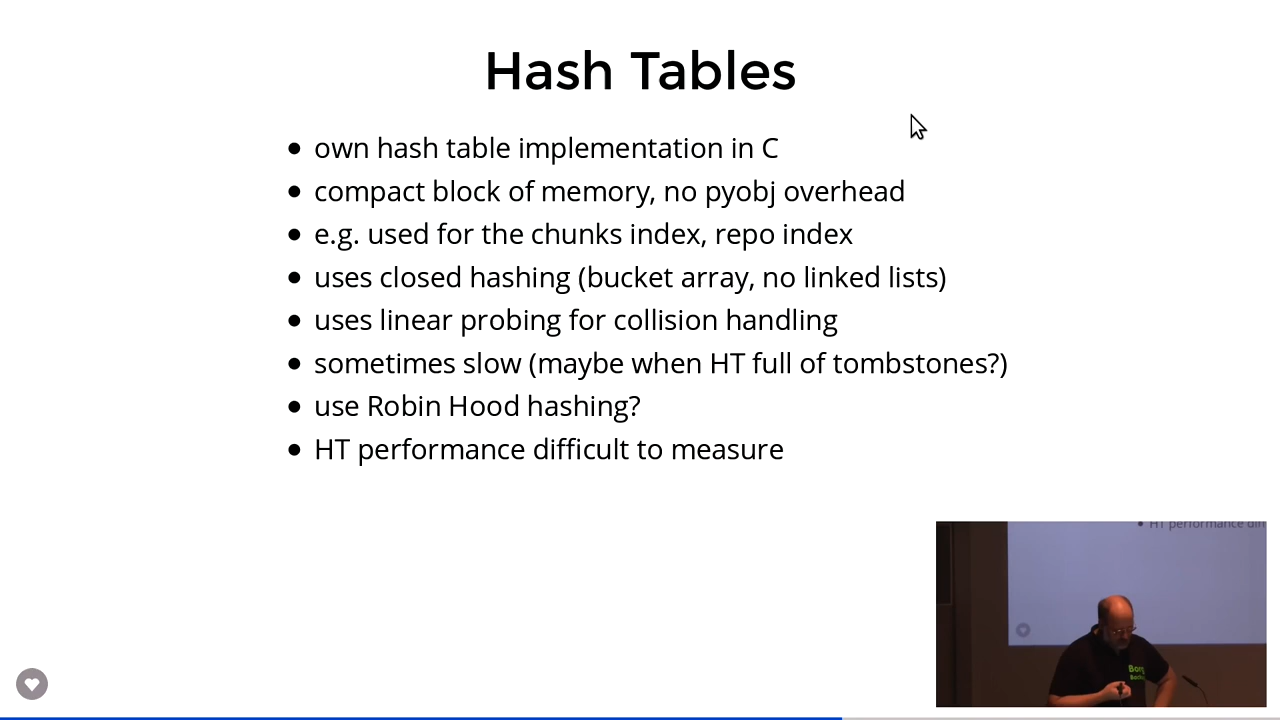 Hash Tables
own hash table implementation in C
compact block of memory, no pyobj overhead
e.g. used for the chunks index, repo index
uses closed hashing (bucket array, no linked lists)
uses linear probing for collision handling
sometimes slow (maybe when HT full of tombstones?)
use Robin Hood hashing?
HT performance difficult to measure
HT performance
Borg